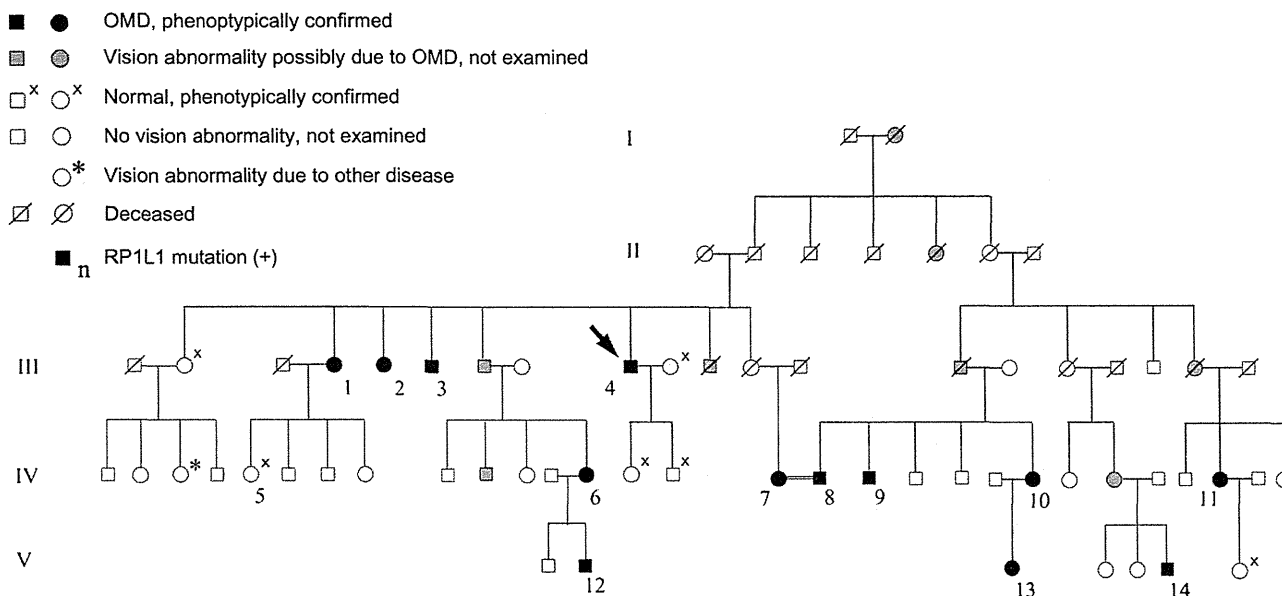 OMD, phenoptypically confirmed
Vision abnormality possibly due to OMD, not examined
x x Normal, phenotypically confirmed
No vision abnormality, not examined
* Vision abnormality due to other disease
Deceased
n RP1L1 mutation (+)
I
II
III
x
1
2
3
4
x
IV
*
x
5
6
x
x
7
8
9
10
11
V
12
13
14
x